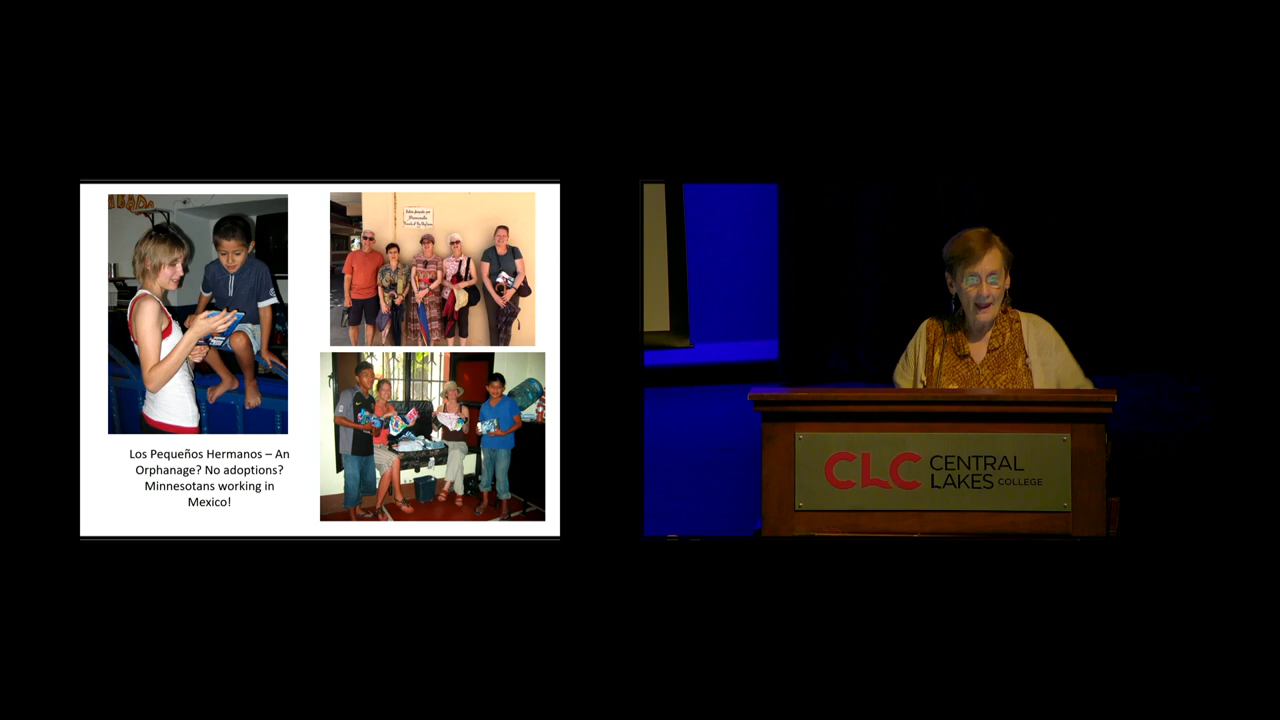 Los Pequeños Hermanos – An
Orphanage? No adoptions?
Minnesotans working in
Mexico!
CLC CENTRAL
LAKES COLLEGE